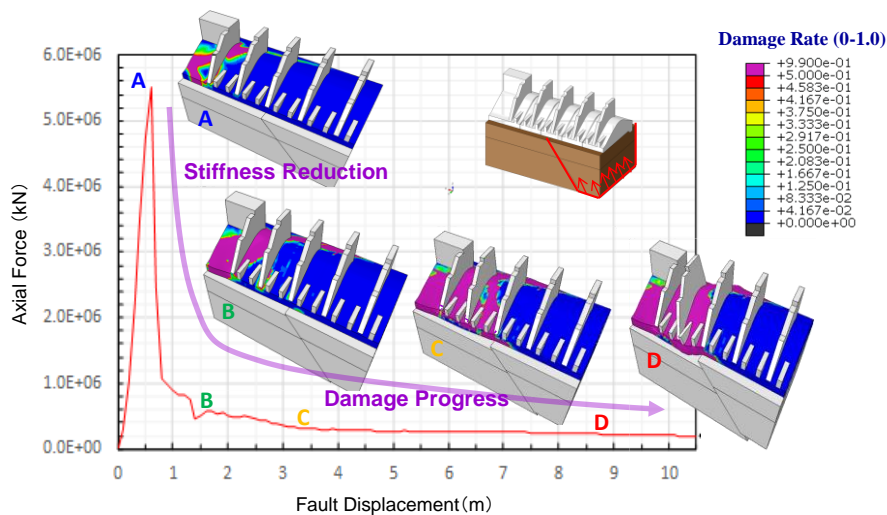 Damage Rate (0-1.0)
+9.900e-01
+5.000e-01
+4.583e-01
+4.167e-01
+3.750e-01
+3.333e-01
+2.917e-01
+2.500e-01
+2.083e-01
+1.667e-01
+1.250e-01
+8.333e-02
+4.167e-02
+0.000e+00
Axial Force (kN)
6.0E+06
5.0E+06
4.0E+06
3.0E+06
2.0E+06
1.0E+06
0.0E+00
A
A
Stiffness Reduction
B
B
C
C
D
D
Damage Progress
0 1 2 3 4 5 6 7 8 9 10
Fault Displacement(m)